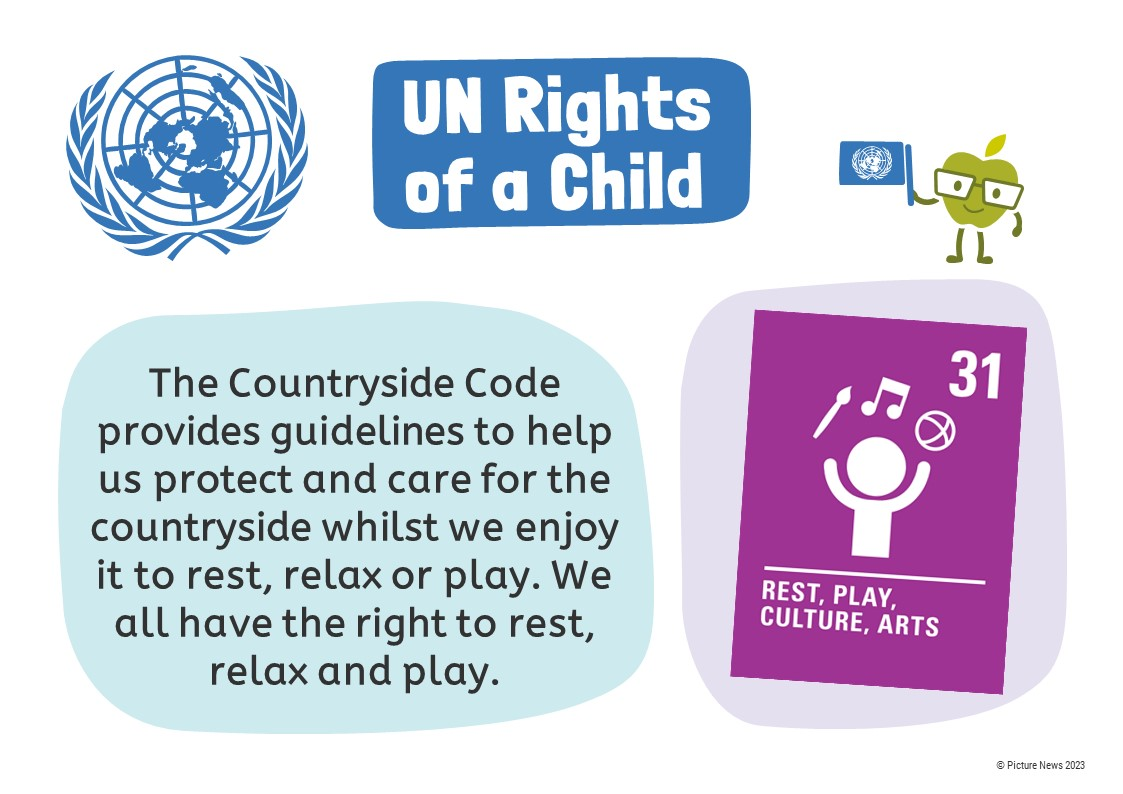 UN Rights
of a Child
The Countryside Code
provides guidelines to help
us protect and care for the
countryside whilst we enjoy
it to rest, relax or play. We
all have the right to rest,
relax and play.
31
REST, PLAY,
CULTURE, ARTS
© Picture News 2023